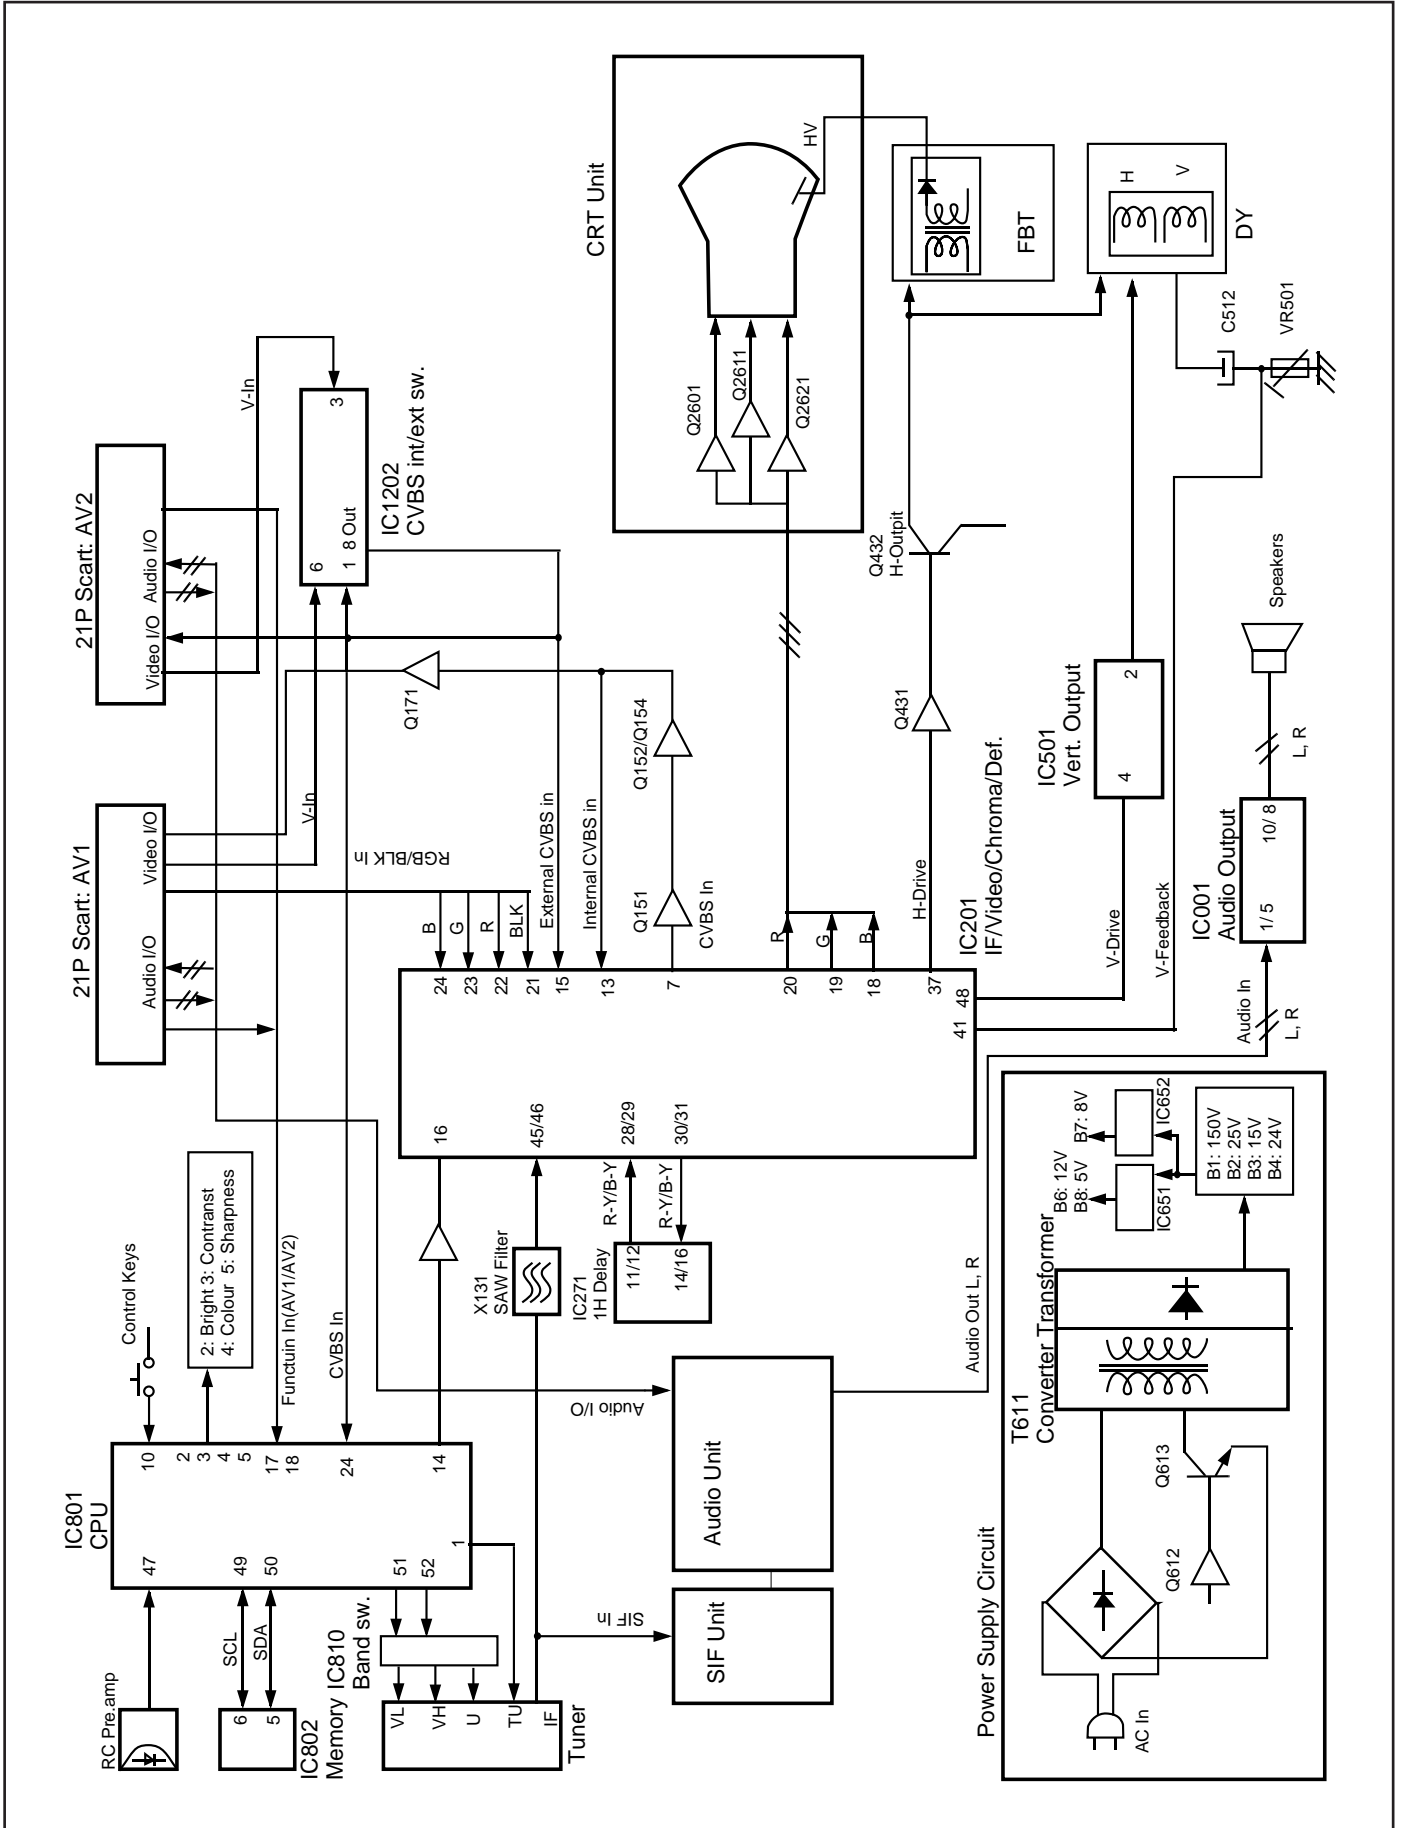 21P Scart: AV1
Audio I/O
Video I/O
V-In
RGB/BLK In
21P Scart: AV2
Video I/O
Audio I/O
V-In
6
1
8 Out
3
IC1202
CVBS int/ext sw.
CRT Unit
Q2601
Q2611
Q2621
HV
FBT
H
V
DY
C512
VR501
RC Pre.amp
Control Keys
2: Bright 3: Contranst
4: Colour 5: Sharpness
IC801
CPU
47
49
50
51
52
1
10
2
3
4
5
17
18
24
14
Functuin In(AV1/AV2)
CVBS In
SCL
SDA
6
5
IC802
Memory
IC810
Band sw.
VL
VH
U
TU
IF
Tuner
X131
SAW Filter
IC271
1H Delay
11/12
14/16
R-Y/B-Y
R-Y/B-Y
16
45/46
28/29
30/31
24
23
22
21
15
13
7
20
19
18
37
48
41
B
G
R
BLK
External CVBS in
Internal CVBS in
Q171
Q151
CVBS In
Q152/Q154
R
G
B
IC201
IF/Video/Chroma/Def.
H-Drive
Q431
Q432
H-Outpit
V-Drive
IC501
Vert. Output
4
2
V-Feedback
SIF In
SIF Unit
Audio Unit
Audio I/O
Audio Out L, R
Audio In
L, R
IC001
Audio Output
1/ 5
10/ 8
L, R
Speakers
Power Supply Circuit
AC In
Q612
Q613
T611
Converter Transformer
B6: 12V
B8: 5V
IC651
B7: 8V
IC652
B1: 150V
B2: 25V
B3: 15V
B4: 24V